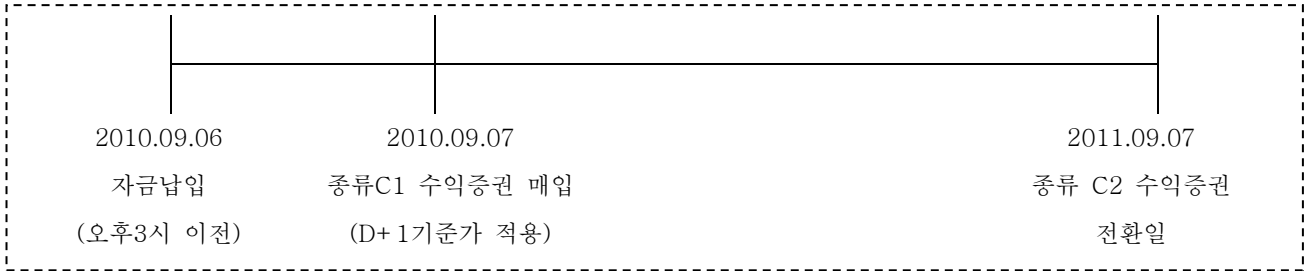 2010.09.06 2010.09.07 2011.09.07
자금납입 종류C1 수익증권 매입 종류 C2 수익증권
(오후3시 이전) (D+1기준가 적용) 전환일